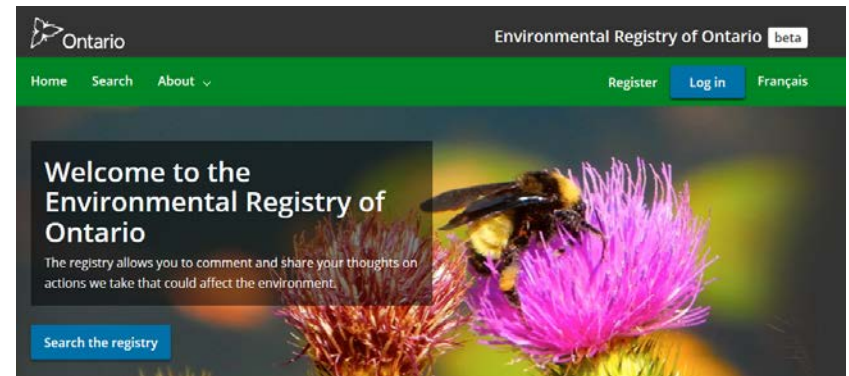 Ontario
Environmental Registry of Ontario beta
Home Search About
Register Log in Français
Welcome to the
Environmental Registry of
Ontario
The registry allows you to comment and share your thoughts on
actions we take that could affect the environment.
Search the registry